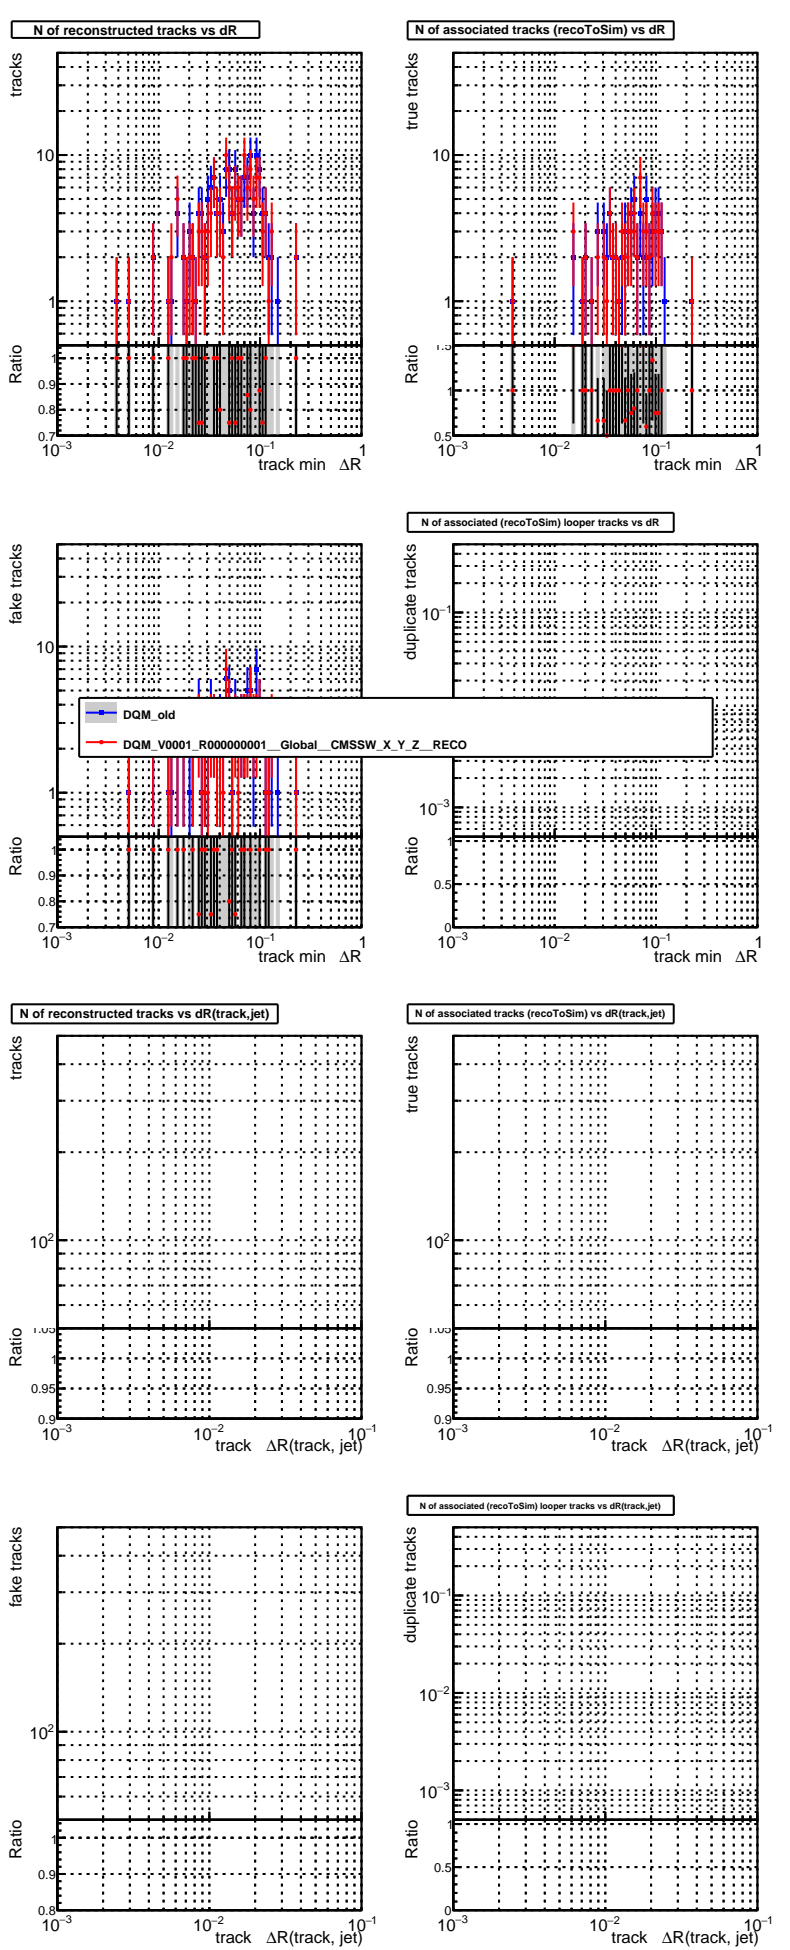 N of reconstructed tracks vs dR
tracks
10
1
Ratio
1
0.9
0.8
0.7
10⁻³ 10⁻² 10⁻¹ 1
track min ΔR
N of associated tracks (recoToSim) vs dR
true tracks
10
1
Ratio
1.5
1
0.5
10⁻³ 10⁻² 10⁻¹ 1
track min ΔR
fake tracks
10
1
Ratio
1
0.9
0.8
0.7
10⁻³ 10⁻² 10⁻¹ 1
track min ΔR
N of associated (recoToSim) looper tracks vs dR
duplicate tracks
10⁻¹
10⁻³
Ratio
1
0.5
0
10⁻³ 10⁻² 10⁻¹ 1
track min ΔR
DQM_old
DQM_V0001_R000000001__Global__CMSSW_X_Y_Z__RECO
N of reconstructed tracks vs dR(track,jet)
tracks
10²
Ratio
1.05
1
0.95
0.9
10⁻³ 10⁻² 10⁻¹
track ΔR(track, jet)
N of associated tracks (recoToSim) vs dR(track,jet)
true tracks
10²
Ratio
1.05
1
0.95
0.9
10⁻³ 10⁻² 10⁻¹
track ΔR(track, jet)
fake tracks
10²
Ratio
1
0.9
0.8
10⁻³ 10⁻² 10⁻¹
track ΔR(track, jet)
N of associated (recoToSim) looper tracks vs dR(track,jet)
duplicate tracks
10⁻¹
10⁻²
10⁻³
Ratio
1
0.5
0
10⁻³ 10⁻² 10⁻¹
track ΔR(track, jet)